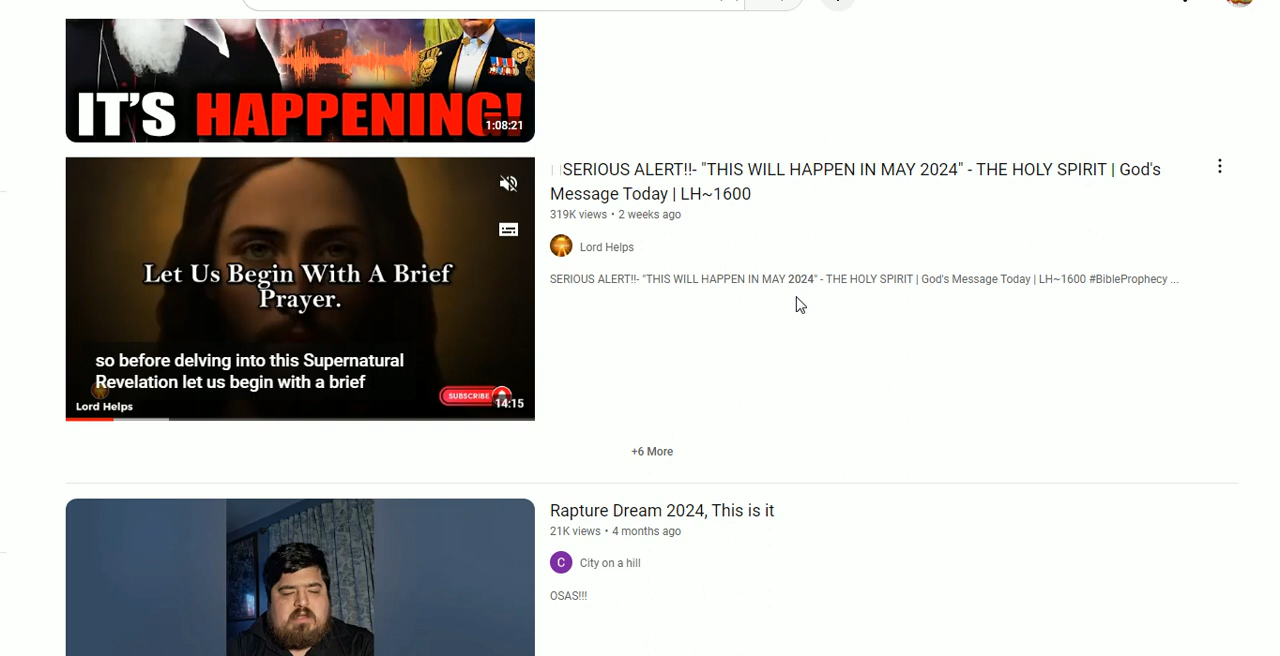 IT'S HAPPENING!
1:08:21
SERIOUS ALERT!!- "THIS WILL HAPPEN IN MAY 2024" - THE HOLY SPIRIT | God's
Message Today | LH~1600
319K views • 2 weeks ago
Lord Helps
SERIOUS ALERT!!- "THIS WILL HAPPEN IN MAY 2024" - THE HOLY SPIRIT | God's Message Today | LH~1600 #BibleProphecy ...
Let Us Begin With A Brief
Prayer.
so before delving into this Supernatural
Revelation let us begin with a brief
SUBSCRIBE
14:15
Lord Helps
+6 More
Rapture Dream 2024, This is it
21K views • 4 months ago
C
City on a hill
OSAS!!!